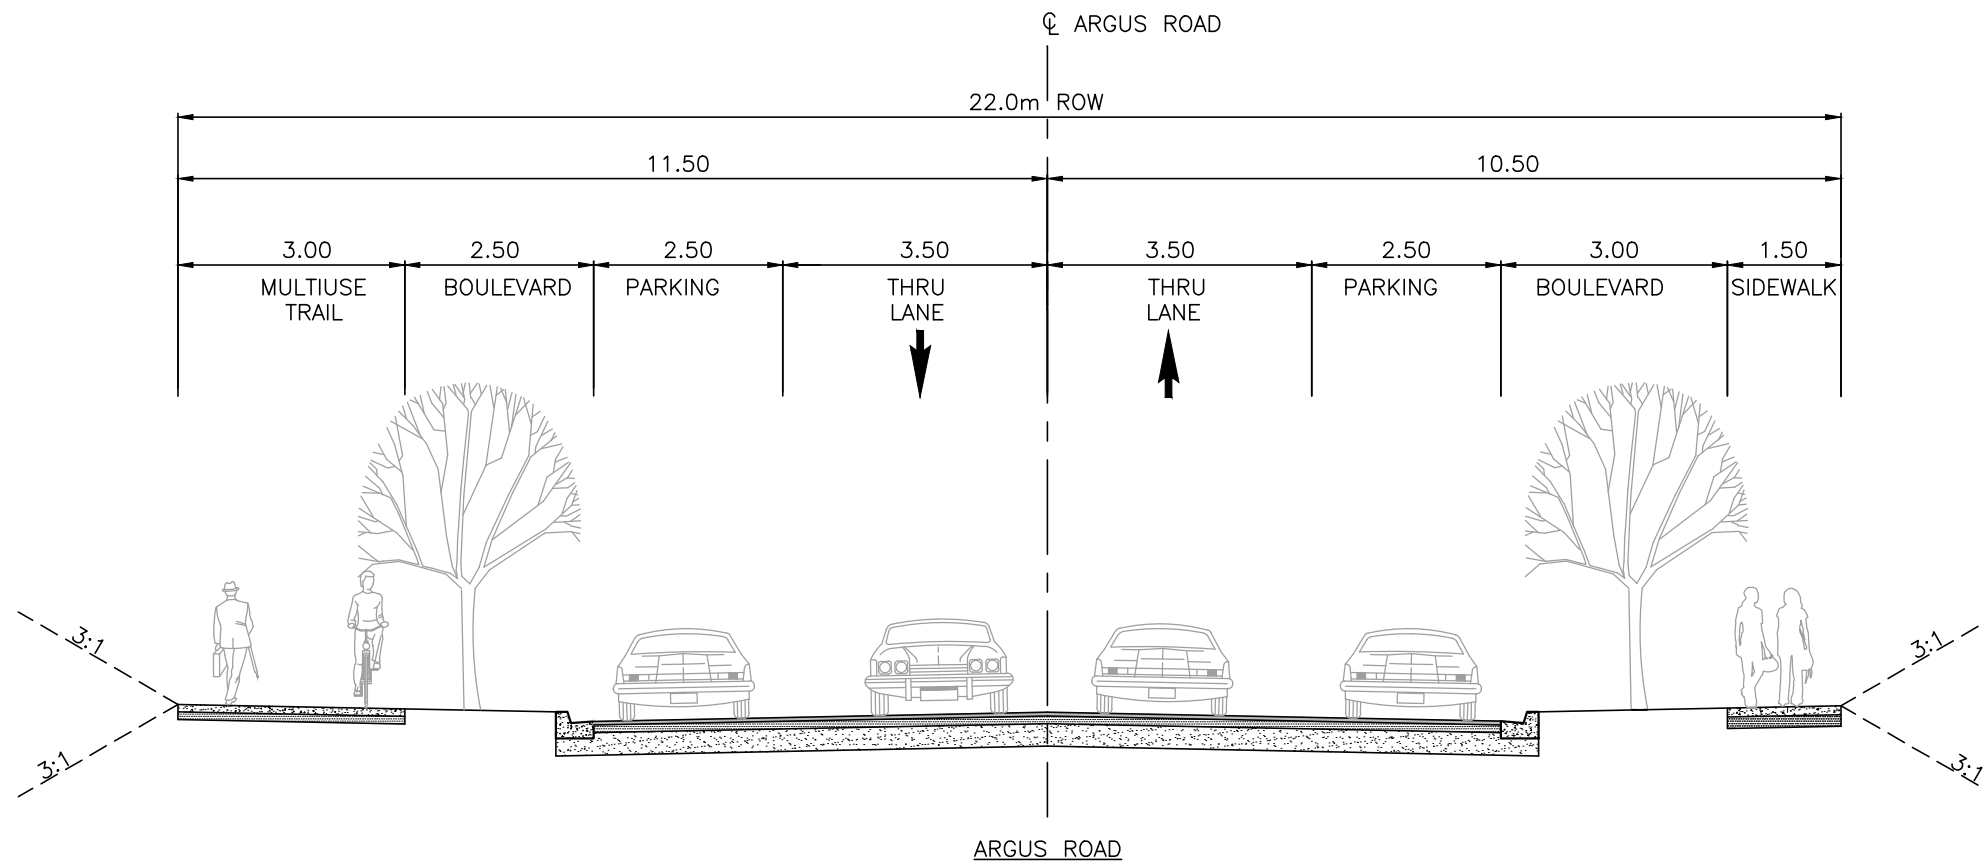 ℄ ARGUS ROAD
22.0m ROW
11.50 10.50
3.00 2.50 2.50 3.50 3.50 2.50 3.00 1.50
MULTIUSE BOULEVARD PARKING THRU THRU PARKING BOULEVARD SIDEWALK
TRAIL LANE LANE
3:1 3:1
3:1 3:1
ARGUS ROAD